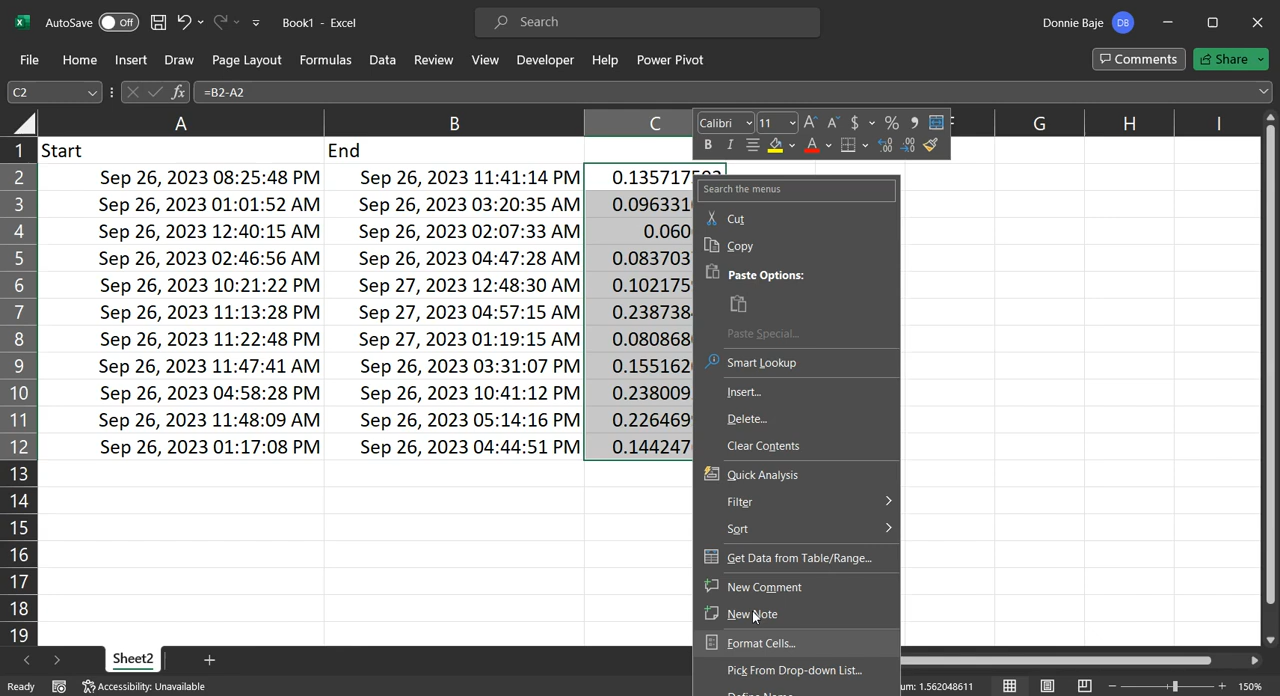 AutoSave Off Book1 - Excel Search Donnie Baje DB
File Home Insert Draw Page Layout Formulas Data Review View Developer Help Power Pivot Comments Share
C2 fx =B2-A2
Calibri 11 A A $ % ,
B I A
A B C G H I
1 Start End
2 Sep 26, 2023 08:25:48 PM Sep 26, 2023 11:41:14 PM
3 Sep 26, 2023 01:01:52 AM Sep 26, 2023 03:20:35 AM
4 Sep 26, 2023 12:40:15 AM Sep 26, 2023 02:07:33 AM
5 Sep 26, 2023 02:46:56 AM Sep 26, 2023 04:47:28 AM
6 Sep 26, 2023 10:21:22 PM Sep 27, 2023 12:48:30 AM
7 Sep 26, 2023 11:13:28 PM Sep 27, 2023 04:57:15 AM
8 Sep 26, 2023 11:22:48 PM Sep 27, 2023 01:19:15 AM
9 Sep 26, 2023 11:47:41 AM Sep 26, 2023 03:31:07 PM
10 Sep 26, 2023 04:58:28 PM Sep 26, 2023 10:41:12 PM
11 Sep 26, 2023 11:48:09 AM Sep 26, 2023 05:14:16 PM
12 Sep 26, 2023 01:17:08 PM Sep 26, 2023 04:44:51 PM
13
14
15
16
17
18
19
Search the menus
Cut
Copy
Paste Options:
Paste Special...
Smart Lookup
Insert...
Delete...
Clear Contents
Quick Analysis
Filter
Sort
Get Data from Table/Range...
New Comment
New Note
Format Cells...
Pick From Drop-down List...
Sheet2
Ready Accessibility: Unavailable 1.562048611 150%